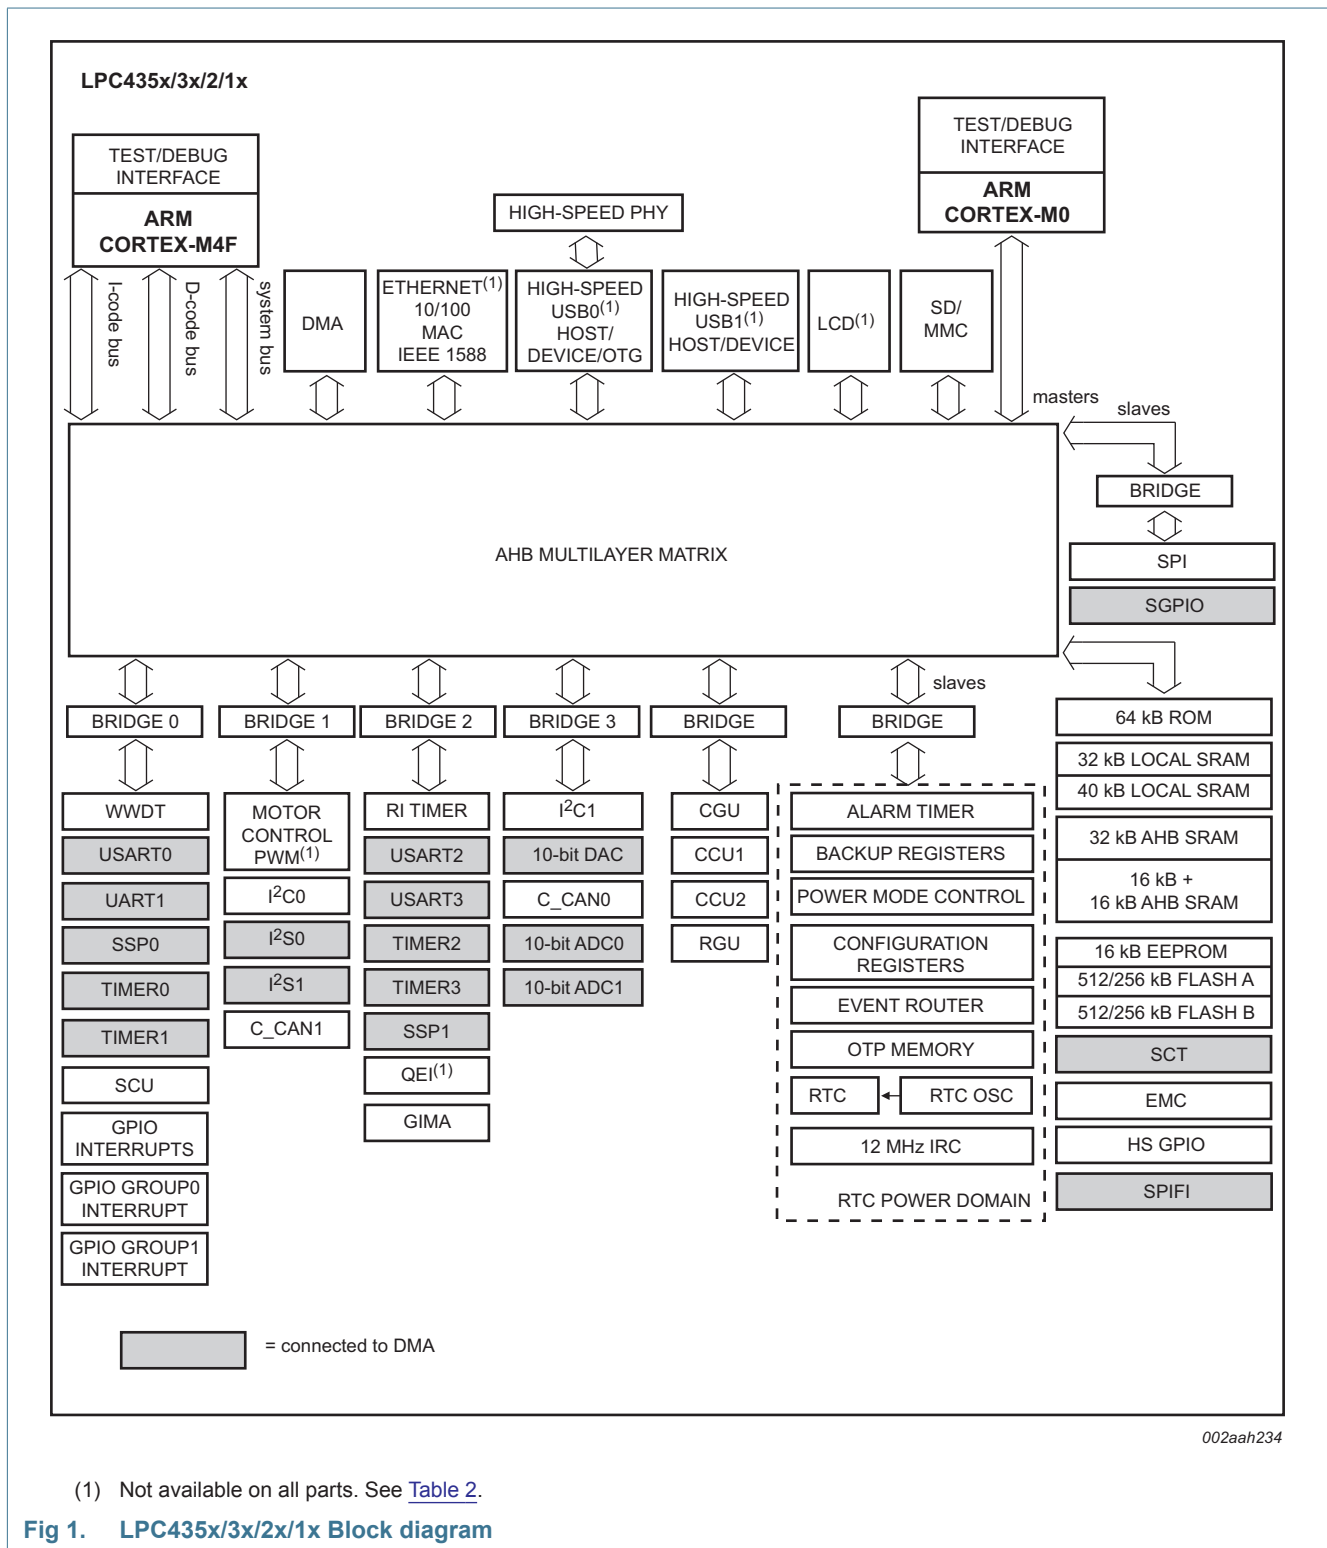 LPC435x/3x/2/1x
TEST/DEBUG
INTERFACE
ARM
CORTEX-M4F
TEST/DEBUG
INTERFACE
ARM
CORTEX-M0
HIGH-SPEED PHY
I-code bus
D-code bus
system bus
DMA
ETHERNET(1)
10/100
MAC
IEEE 1588
HIGH-SPEED
USB0(1)
HOST/
DEVICE/OTG
HIGH-SPEED
USB1(1)
HOST/DEVICE
LCD(1)
SD/
MMC
masters
slaves
BRIDGE
SPI
SGPIO
AHB MULTILAYER MATRIX
slaves
BRIDGE 0
BRIDGE 1
BRIDGE 2
BRIDGE 3
BRIDGE
BRIDGE
WWDT
USART0
UART1
SSP0
TIMER0
TIMER1
SCU
GPIO
INTERRUPTS
GPIO GROUP0
INTERRUPT
GPIO GROUP1
INTERRUPT
MOTOR
CONTROL
PWM(1)
I2C0
I2S0
I2S1
C_CAN1
RI TIMER
USART2
USART3
TIMER2
TIMER3
SSP1
QEI(1)
GIMA
I2C1
10-bit DAC
C_CAN0
10-bit ADC0
10-bit ADC1
CGU
CCU1
CCU2
RGU
ALARM TIMER
BACKUP REGISTERS
POWER MODE CONTROL
CONFIGURATION
REGISTERS
EVENT ROUTER
OTP MEMORY
RTC
RTC OSC
12 MHz IRC
RTC POWER DOMAIN
64 kB ROM
32 kB LOCAL SRAM
40 kB LOCAL SRAM
32 kB AHB SRAM
16 kB +
16 kB AHB SRAM
16 kB EEPROM
512/256 kB FLASH A
512/256 kB FLASH B
SCT
EMC
HS GPIO
SPIFI
= connected to DMA
002aah234
(1) Not available on all parts. See Table 2.
Fig 1. LPC435x/3x/2x/1x Block diagram